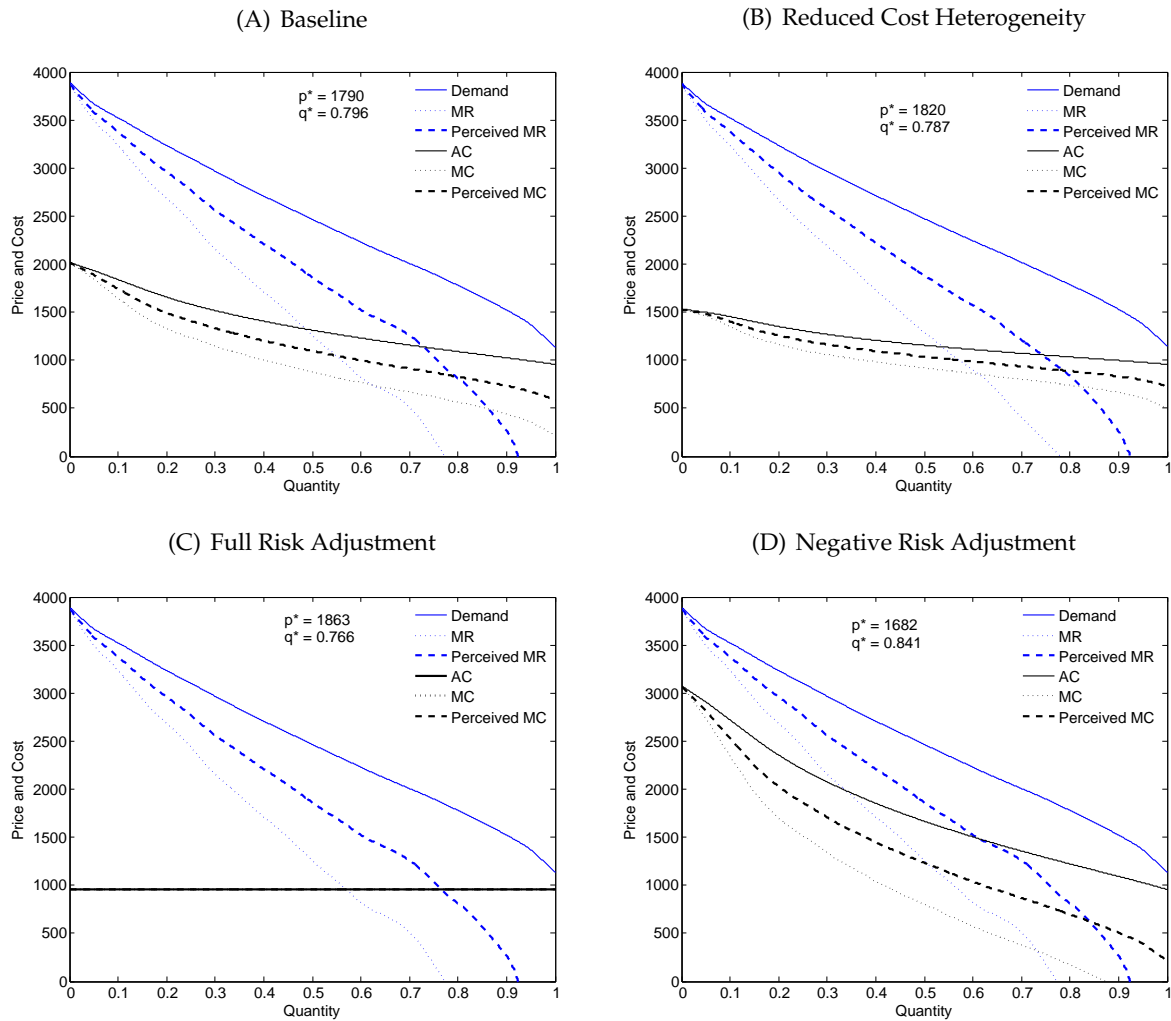 (A) Baseline
4000
3500
3000
2500
2000
1500
1000
500
0
Price and Cost
p* = 1790
q* = 0.796
Demand
MR
Perceived MR
AC
MC
Perceived MC
0 0.1 0.2 0.3 0.4 0.5 0.6 0.7 0.8 0.9 1
Quantity
(B) Reduced Cost Heterogeneity
4000
3500
3000
2500
2000
1500
1000
500
0
Price and Cost
p* = 1820
q* = 0.787
Demand
MR
Perceived MR
AC
MC
Perceived MC
0 0.1 0.2 0.3 0.4 0.5 0.6 0.7 0.8 0.9 1
Quantity
(C) Full Risk Adjustment
4000
3500
3000
2500
2000
1500
1000
500
0
Price and Cost
p* = 1863
q* = 0.766
Demand
MR
Perceived MR
AC
MC
Perceived MC
0 0.1 0.2 0.3 0.4 0.5 0.6 0.7 0.8 0.9 1
Quantity
(D) Negative Risk Adjustment
4000
3500
3000
2500
2000
1500
1000
500
0
Price and Cost
p* = 1682
q* = 0.841
Demand
MR
Perceived MR
AC
MC
Perceived MC
0 0.1 0.2 0.3 0.4 0.5 0.6 0.7 0.8 0.9 1
Quantity